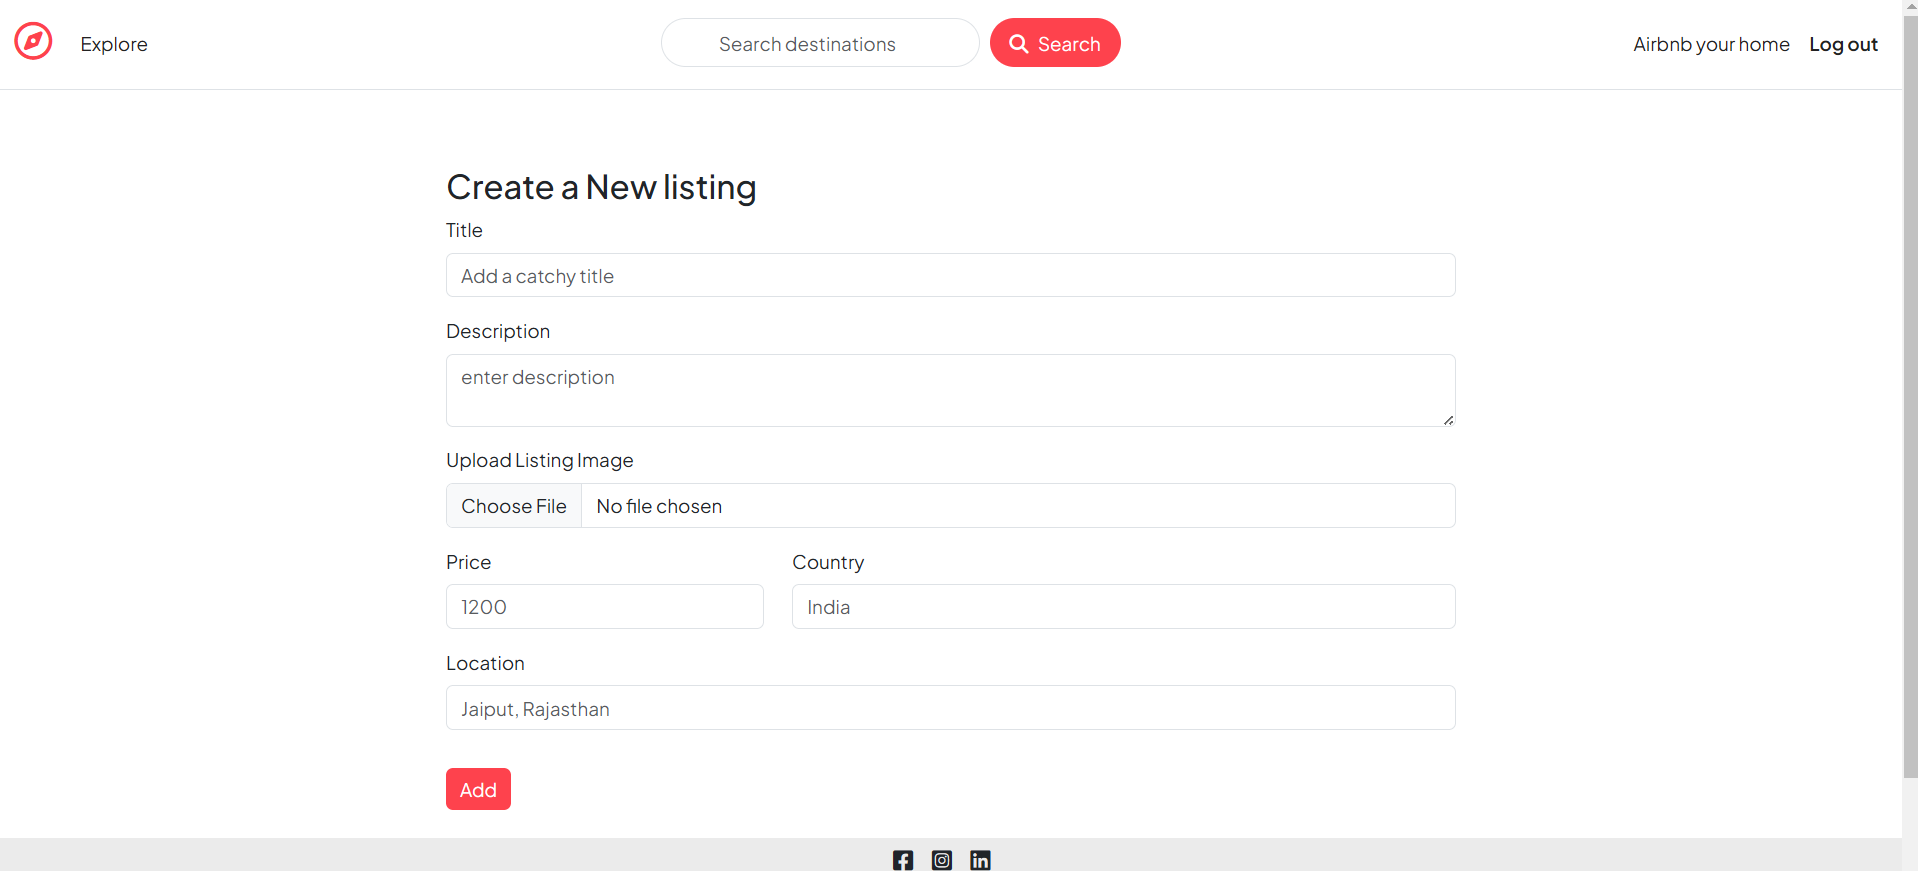 Explore
Search destinations
Search
Airbnb your home
Log out
Create a New listing
Title
Add a catchy title
Description
enter description
Upload Listing Image
Choose File No file chosen
Price
Country
1200
India
Location
Jaiput, Rajasthan
Add